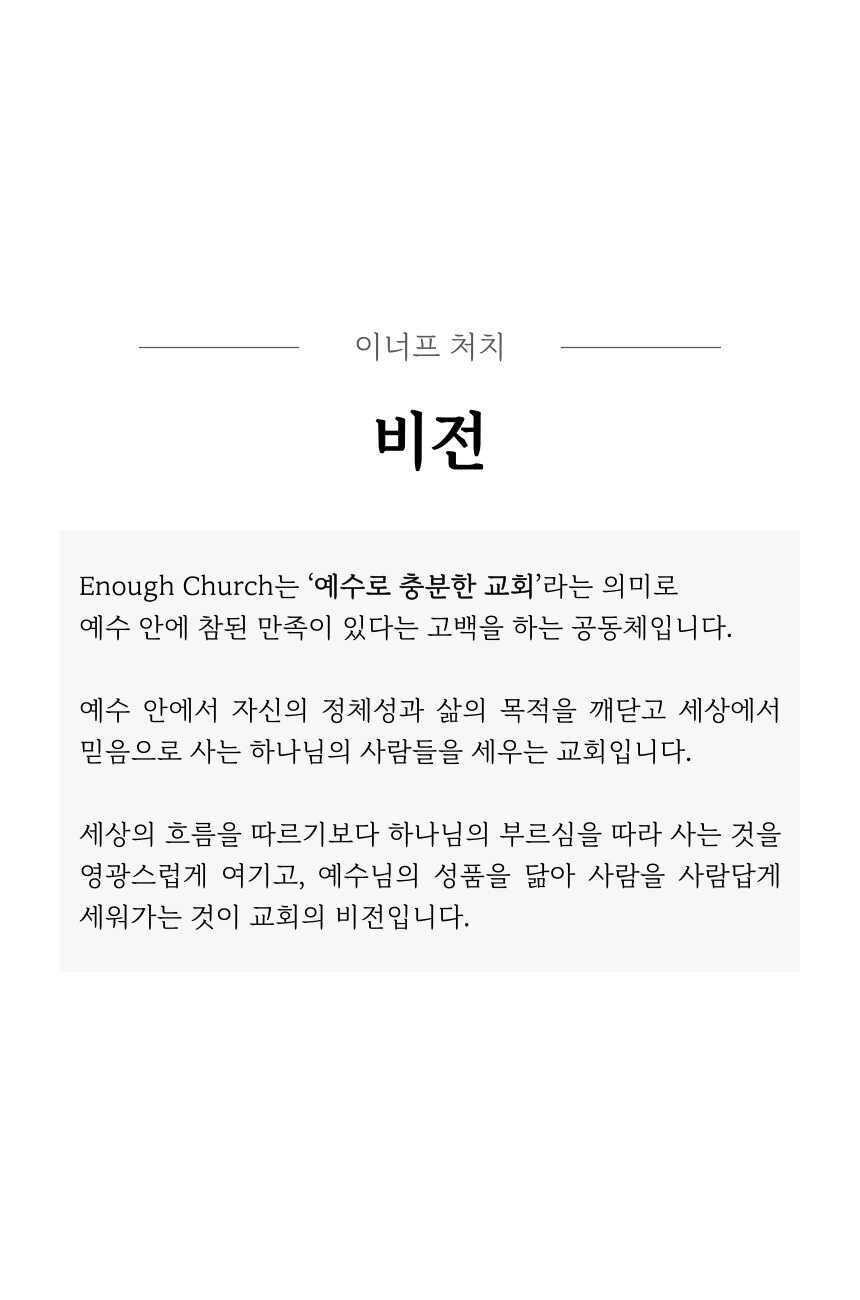 이너프 처치
비전
Enough Church는 ‘예수로 충분한 교회’라는 의미로
예수 안에 참된 만족이 있다는 고백을 하는 공동체입니다.
예수 안에서 자신의 정체성과 삶의 목적을 깨닫고 세상에서
믿음으로 사는 하나님의 사람들을 세우는 교회입니다.
세상의 흐름을 따르기보다 하나님의 부르심을 따라 사는 것을
영광스럽게 여기고, 예수님의 성품을 닮아 사람을 사람답게
세워가는 것이 교회의 비전입니다.